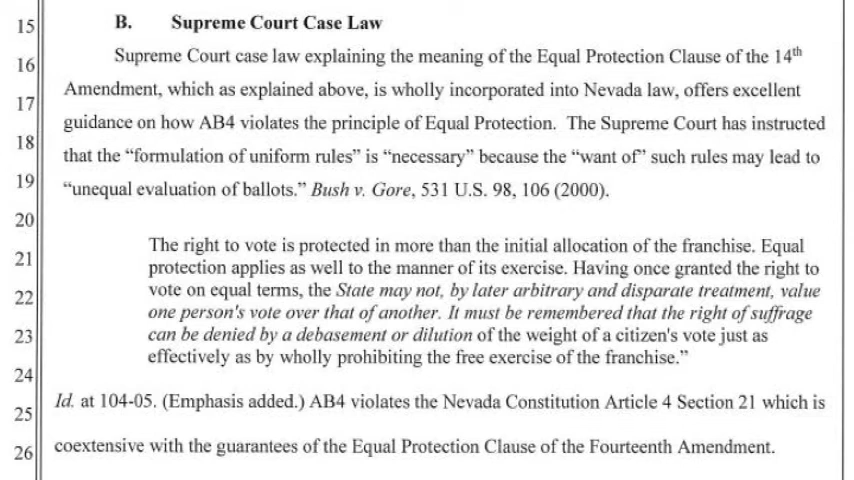 15 B. Supreme Court Case Law
16 Supreme Court case law explaining the meaning of the Equal Protection Clause of the 14th
17 Amendment, which as explained above, is wholly incorporated into Nevada law, offers excellent
guidance on how AB4 violates the principle of Equal Protection. The Supreme Court has instructed
18
that the “formulation of uniform rules” is “necessary” because the “want of” such rules may lead to
19 “unequal evaluation of ballots.” Bush v. Gore, 531 U.S. 98, 106 (2000).
20
The right to vote is protected in more than the initial allocation of the franchise. Equal
21 protection applies as well to the manner of its exercise. Having once granted the right to
22 vote on equal terms, the State may not, by later arbitrary and disparate treatment, value
one person's vote over that of another. It must be remembered that the right of suffrage
23 can be denied by a debasement or dilution of the weight of a citizen's vote just as
effectively as by wholly prohibiting the free exercise of the franchise.”
24
Id. at 104-05. (Emphasis added.) AB4 violates the Nevada Constitution Article 4 Section 21 which is
25
26 coextensive with the guarantees of the Equal Protection Clause of the Fourteenth Amendment.